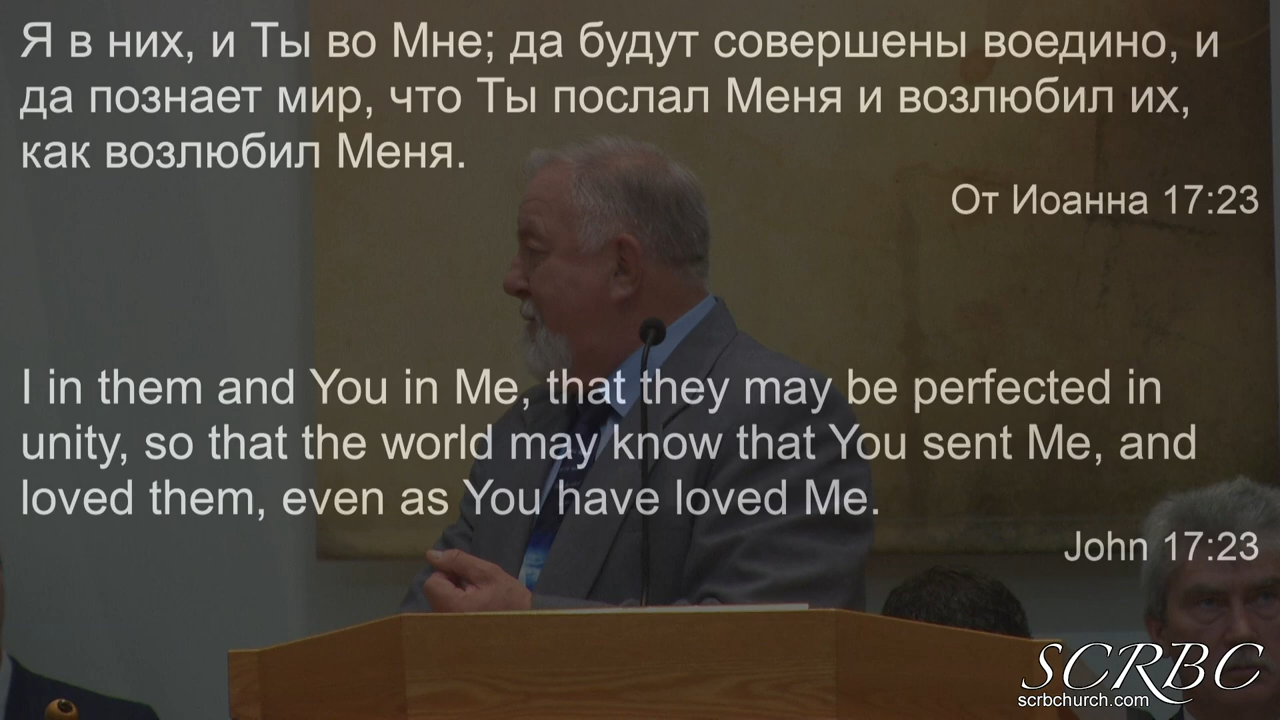 Я в них, и Ты во Мне; да будут совершены воедино, и
да познает мир, что Ты послал Меня и возлюбил их,
как возлюбил Меня.
От Иоанна 17:23
I in them and You in Me, that they may be perfected in
unity, so that the world may know that You sent Me, and
loved them, even as You have loved Me.
John 17:23
SCRBC
scrbchurch.com